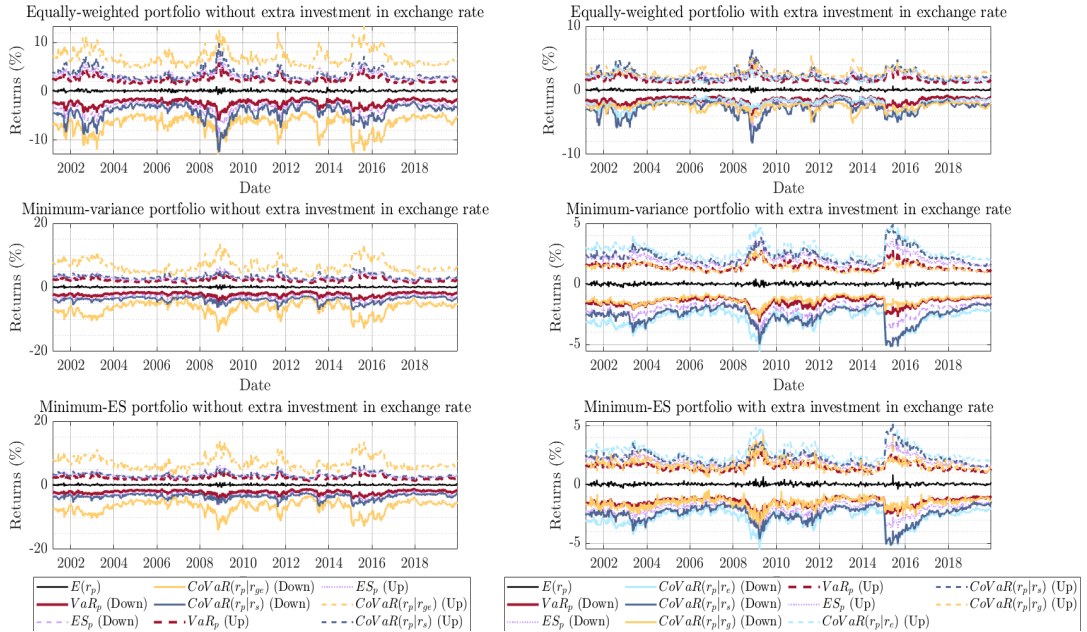 Equally-weighted portfolio without extra investment in exchange rate
10
0
-10
Returns (%)
2002 2004 2006 2008 2010 2012 2014 2016 2018
Date
Equally-weighted portfolio with extra investment in exchange rate
10
0
-10
Returns (%)
2002 2004 2006 2008 2010 2012 2014 2016 2018
Date
Minimum-variance portfolio without extra investment in exchange rate
20
0
-20
Returns (%)
2002 2004 2006 2008 2010 2012 2014 2016 2018
Date
Minimum-variance portfolio with extra investment in exchange rate
5
0
-5
Returns (%)
2002 2004 2006 2008 2010 2012 2014 2016 2018
Date
Minimum-ES portfolio without extra investment in exchange rate
20
0
-20
Returns (%)
2002 2004 2006 2008 2010 2012 2014 2016 2018
Minimum-ES portfolio with extra investment in exchange rate
5
0
-5
Returns (%)
2002 2004 2006 2008 2010 2012 2014 2016 2018
E(r_p) CoVaR(r_p|r_ge) (Down) ES_p (Up)
VaR_p (Down) CoVaR(r_p|r_s) (Down) CoVaR(r_p|r_ge) (Up)
ES_p (Down) VaR_p (Up) CoVaR(r_p|r_s) (Up)
E(r_p) CoVaR(r_p|r_e) (Down) VaR_p (Up) CoVaR(r_p|r_s) (Up)
VaR_p (Down) CoVaR(r_p|r_s) (Down) ES_p (Up) CoVaR(r_p|r_g) (Up)
ES_p (Down) CoVaR(r_p|r_g) (Down) CoVaR(r_p|r_e) (Up)